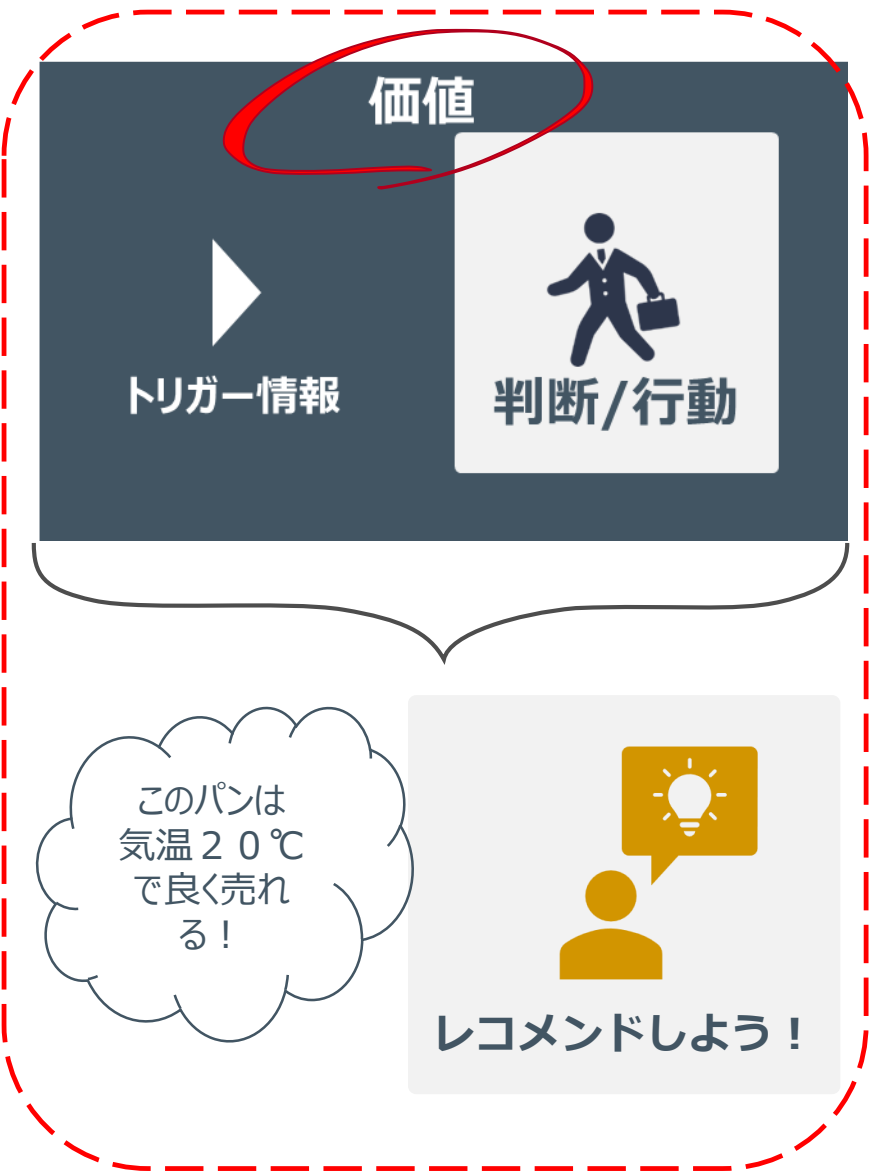 価値
トリガー情報
判断/行動
このパンは
気温２０℃
で良く売れ
る！
レコメンドしよう！